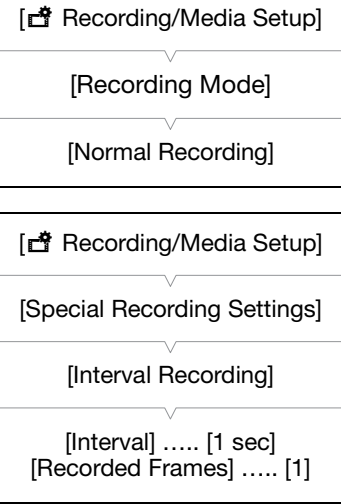 [ Recording/Media Setup]
[Recording Mode]
[Normal Recording]
[ Recording/Media Setup]
[Special Recording Settings]
[Interval Recording]
[Interval] ..... [1 sec]
[Recorded Frames] ..... [1]